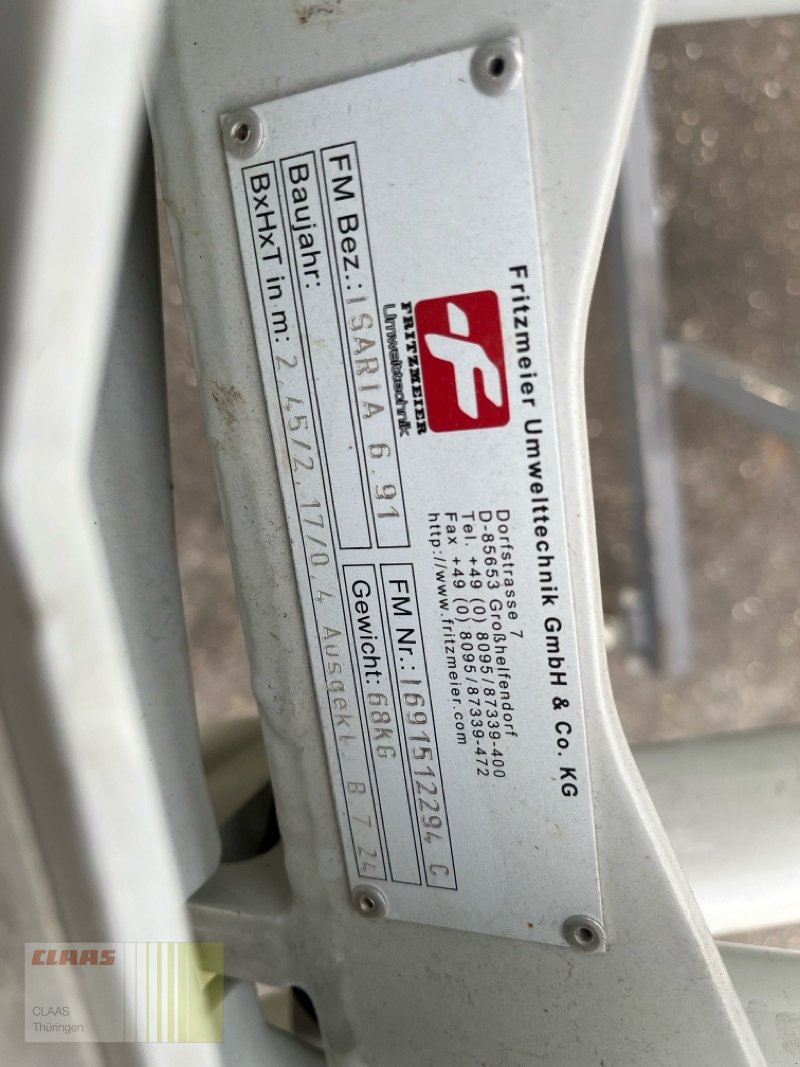 Fritzmeier Umwelttechnik GmbH & Co. KG
FRITZMEIER
Umwelttechnik
Dorfstrasse 7
D-85653 Großhelfendorf
Tel. +49 (0) 8095/87339-400
Fax +49 (0) 8095/87339-472
http://www.fritzmeier.com
FM Bez.: ISARIA 6.91
FM Nr.: I691512294 C
Baujahr:
Gewicht: 68KG
BxHxT in m: 2,45/2,17/0,4 Ausgekl. B 7,24
CLAAS
CLAAS
Thüringen